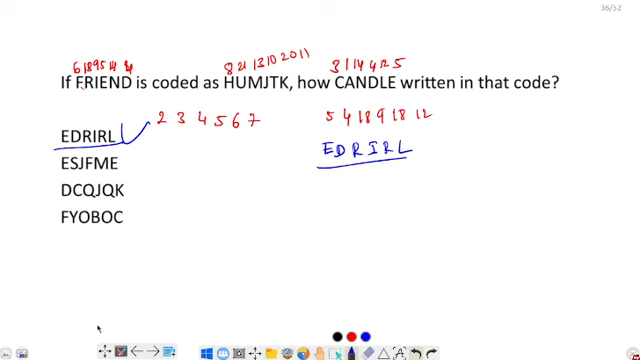 36/52
6 18 9 5 14 4 8 21 13 10 20 11 3 1 14 4 12 5
If FRIEND is coded as HUMJTK, how CANDLE written in that code?
2 3 4 5 6 7 5 4 18 9 18 12
EDRIRL EDRIRL
ESJFME
DCQJQK
FYOBOC